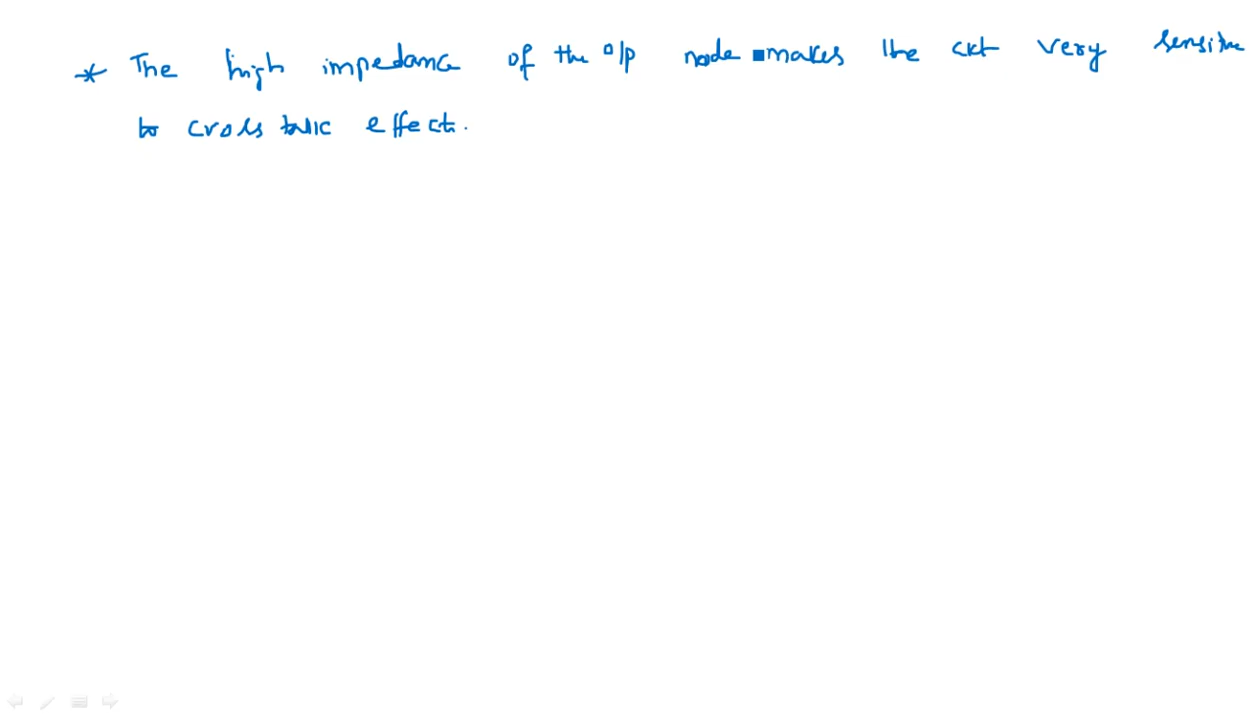 * The high impedance of the o/p node makes the ckt very sensitive
to cross talk effect.